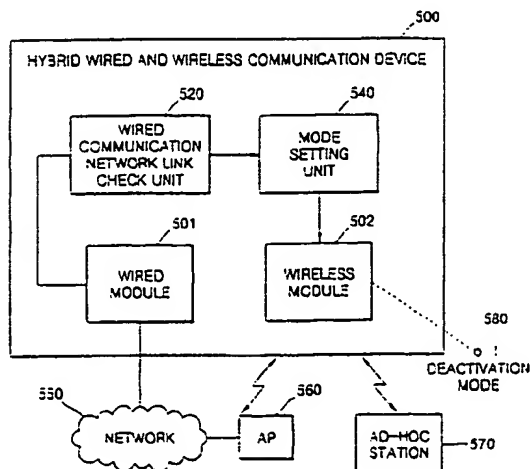 500
HYBRID WIRED AND WIRELESS COMMUNICATION DEVICE
520
540
WIRED
COMMUNICATION
NETWORK LINK
CHECK UNIT
MODE
SETTING
UNIT
501
502
WIRED
MODULE
WIRELESS
MODULE
580
DEACTIVATION
MODE
550
560
NETWORK
AP
AD-HOC
STATION
570